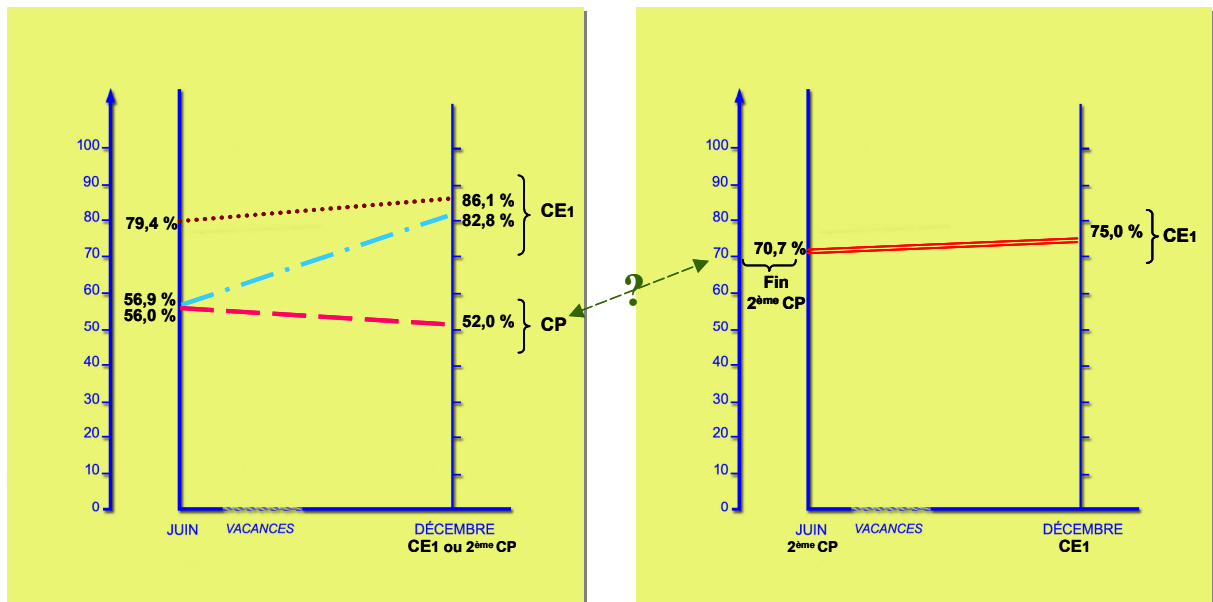 100
90
80
70
60
50
40
30
20
10
0
79,4 %
56,9 %
56,0 %
86,1 %
82,8 %
CE1
52,0 %
CP
JUIN
VACANCES
DÉCEMBRE
CE1 ou 2ème CP
?
100
90
80
70
60
50
40
30
20
10
0
70,7 %
Fin
2ème CP
75,0 %
CE1
JUIN
2ème CP
VACANCES
DÉCEMBRE
CE1